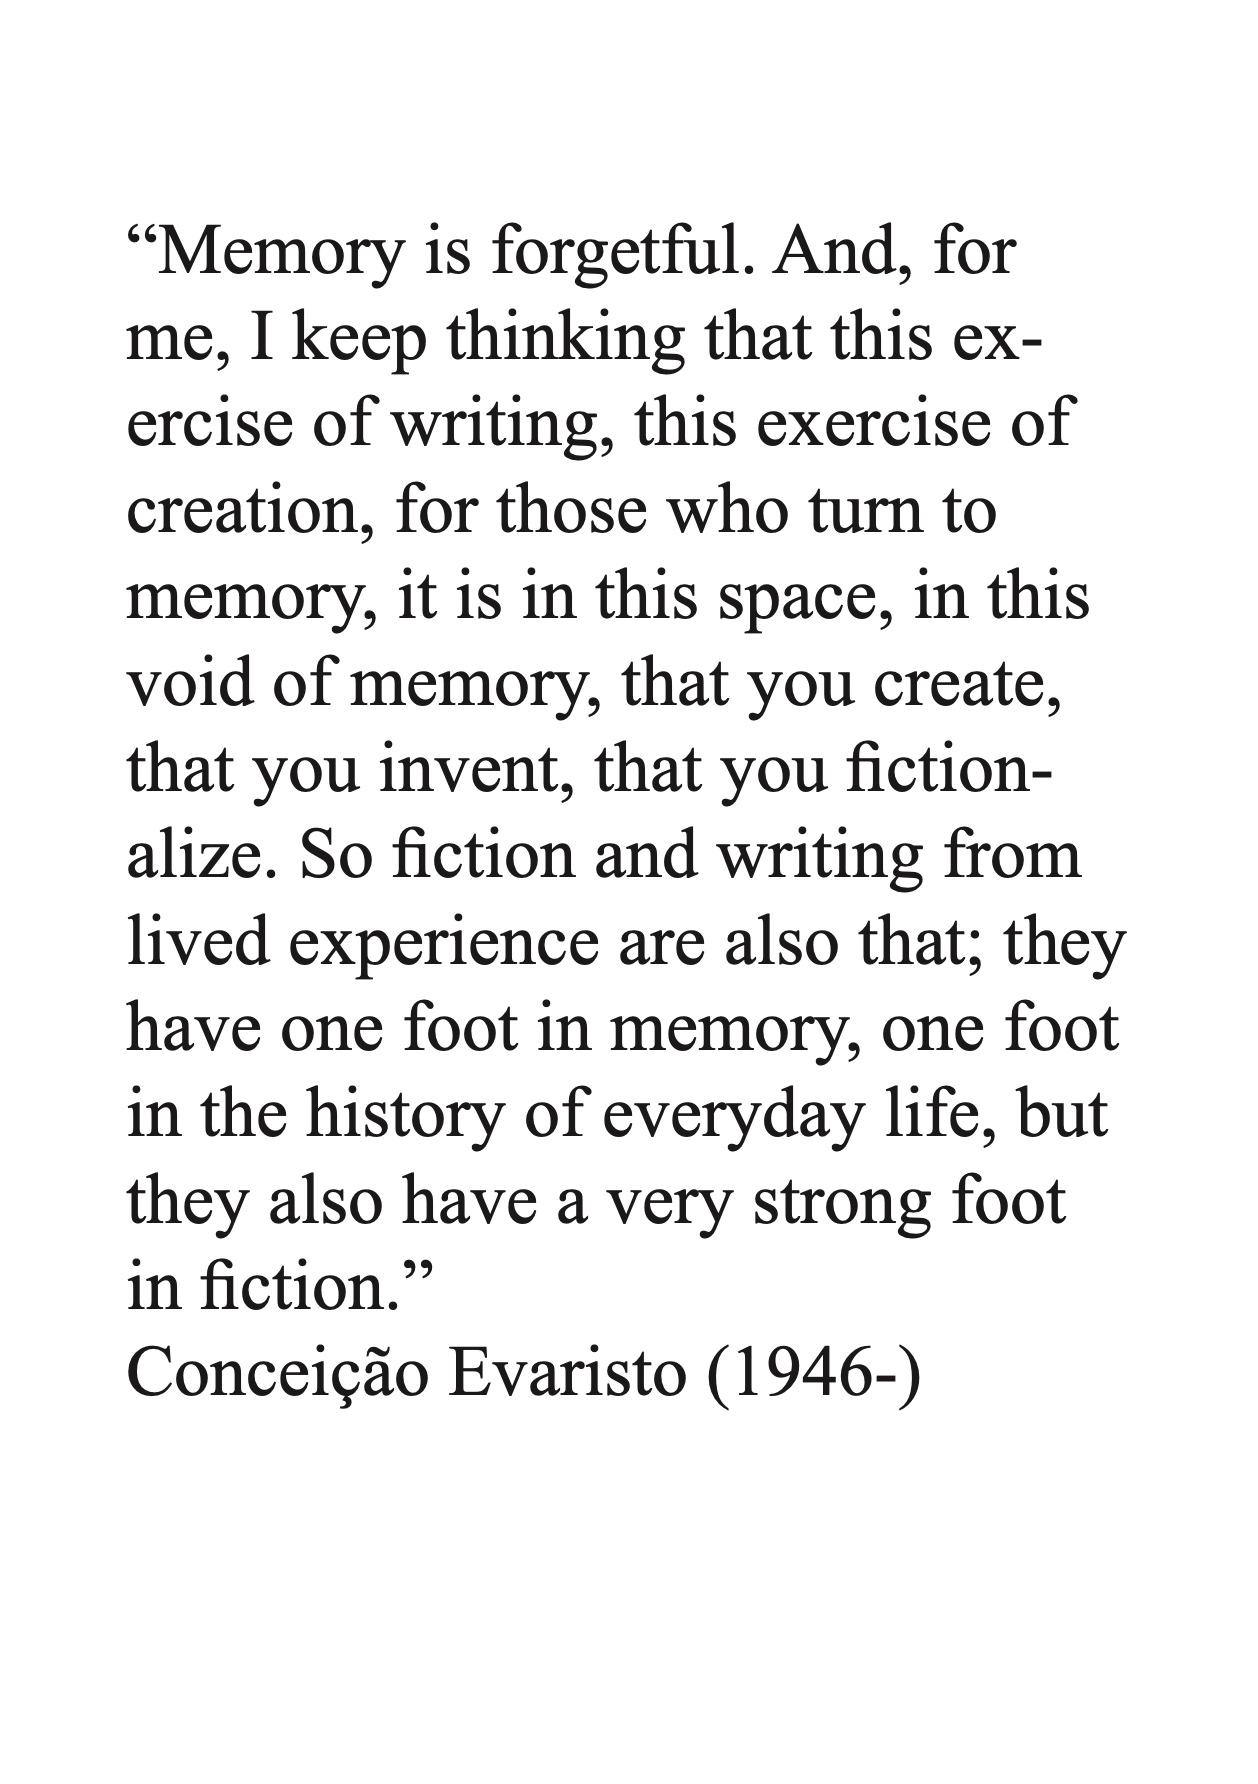 “Memory is forgetful. And, for
me, I keep thinking that this ex-
ercise of writing, this exercise of
creation, for those who turn to
memory, it is in this space, in this
void of memory, that you create,
that you invent, that you fiction-
alize. So fiction and writing from
lived experience are also that; they
have one foot in memory, one foot
in the history of everyday life, but
they also have a very strong foot
in fiction.”
Conceição Evaristo (1946-)